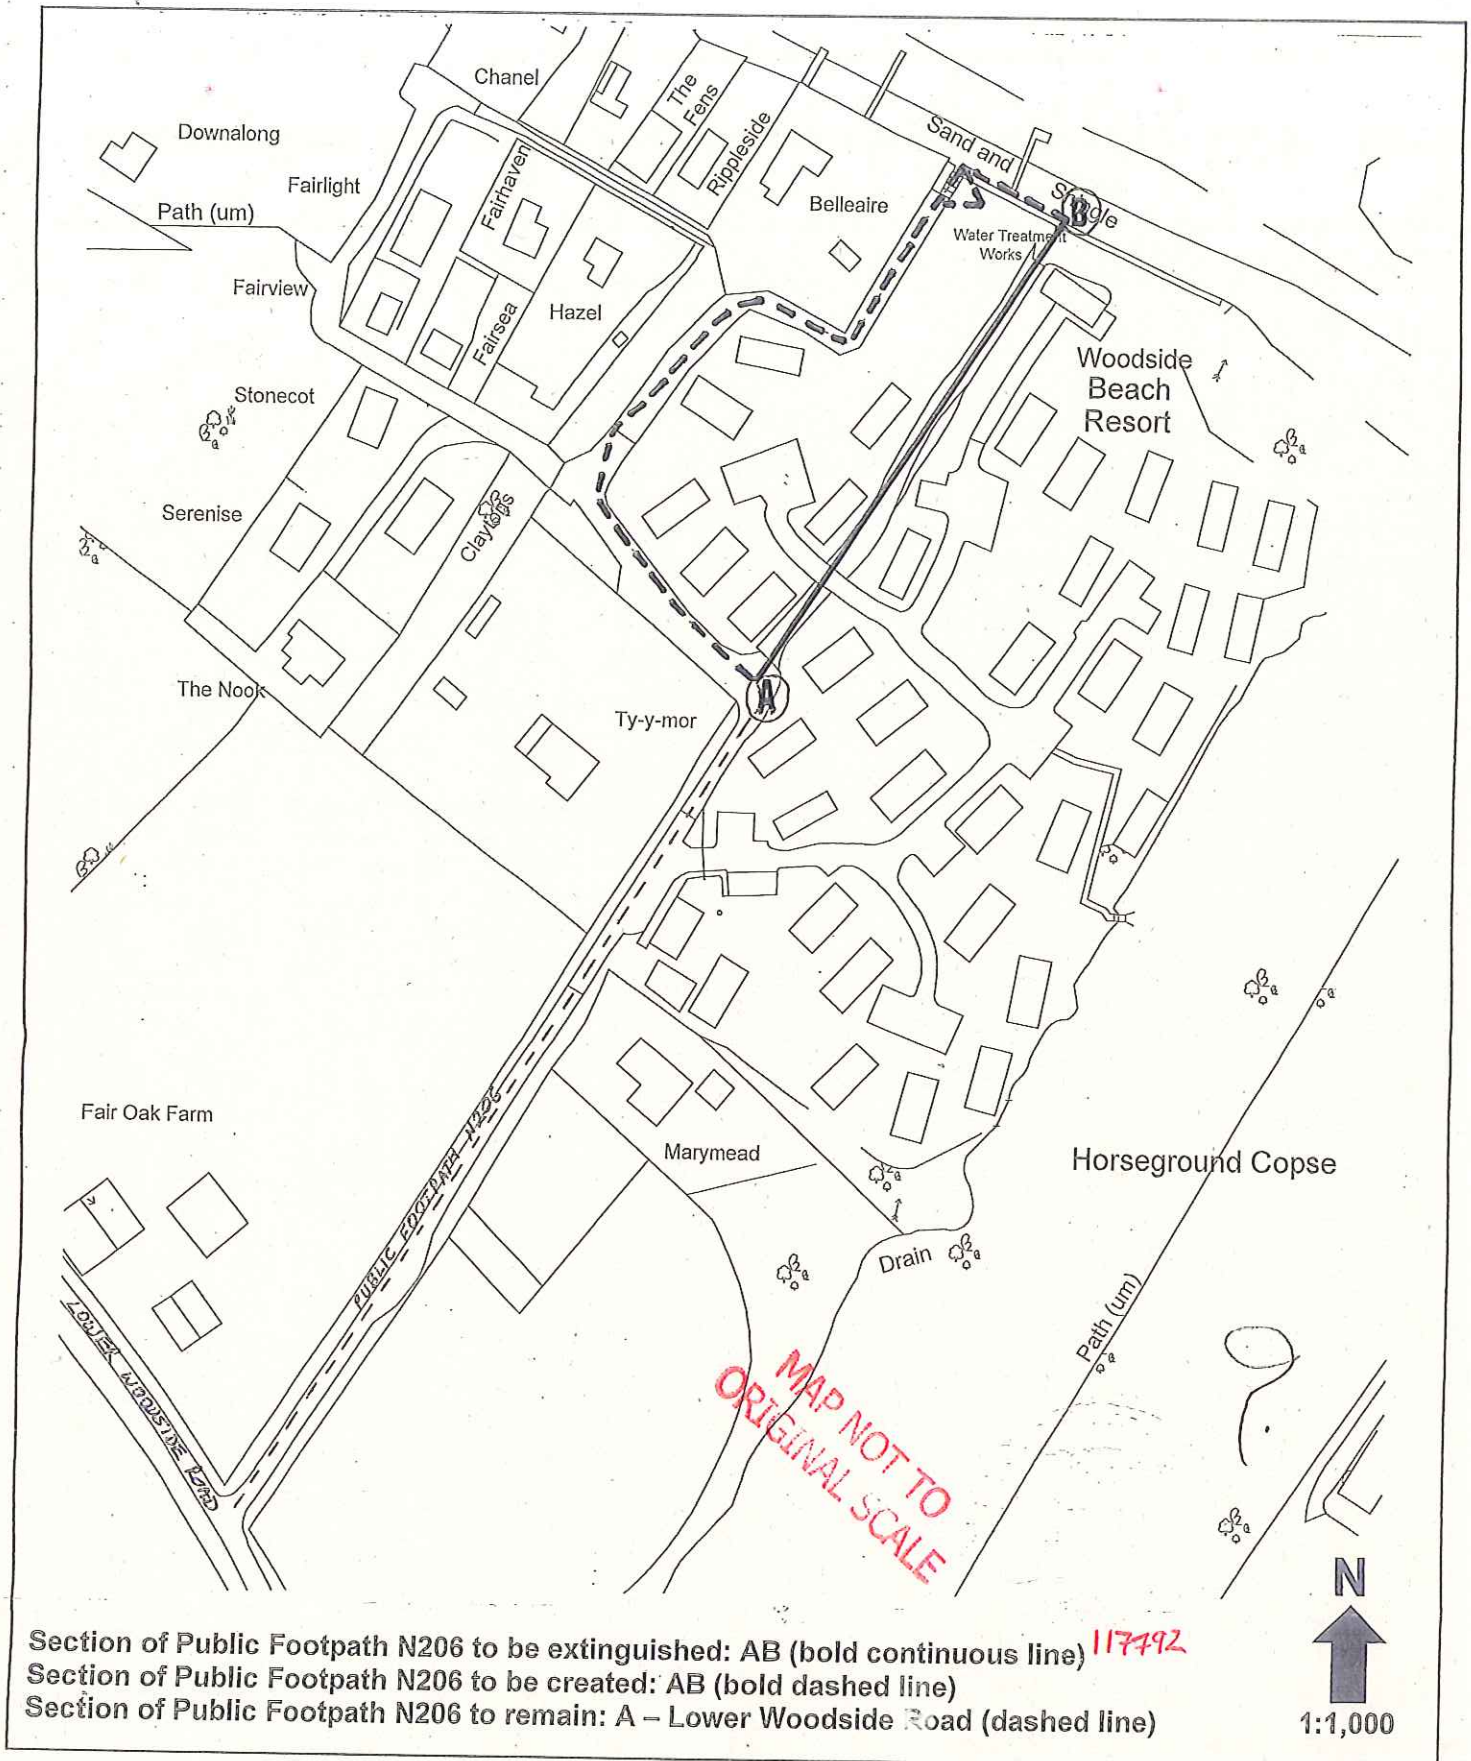 Chanel
The
Fens
Downalong
Rippleside
Sand and
Shingle
Fairlight
Fairhaven
Belleaire
B
Path (um)
Water Treatment
Works
Fairview
Hazel
Fairsea
Woodside
Beach
Resort
Stonecot
Serenise
Claytons
The Nook
A
Ty-y-mor
Fair Oak Farm
PUBLIC FOOTPATH N206
Marymead
Horseground Copse
Drain
Path (um)
LOWER WOODSIDE ROAD
MAP NOT TO
ORIGINAL SCALE
N
Section of Public Footpath N206 to be extinguished: AB (bold continuous line) 117792
Section of Public Footpath N206 to be created: AB (bold dashed line)
Section of Public Footpath N206 to remain: A – Lower Woodside Road (dashed line)
1:1,000